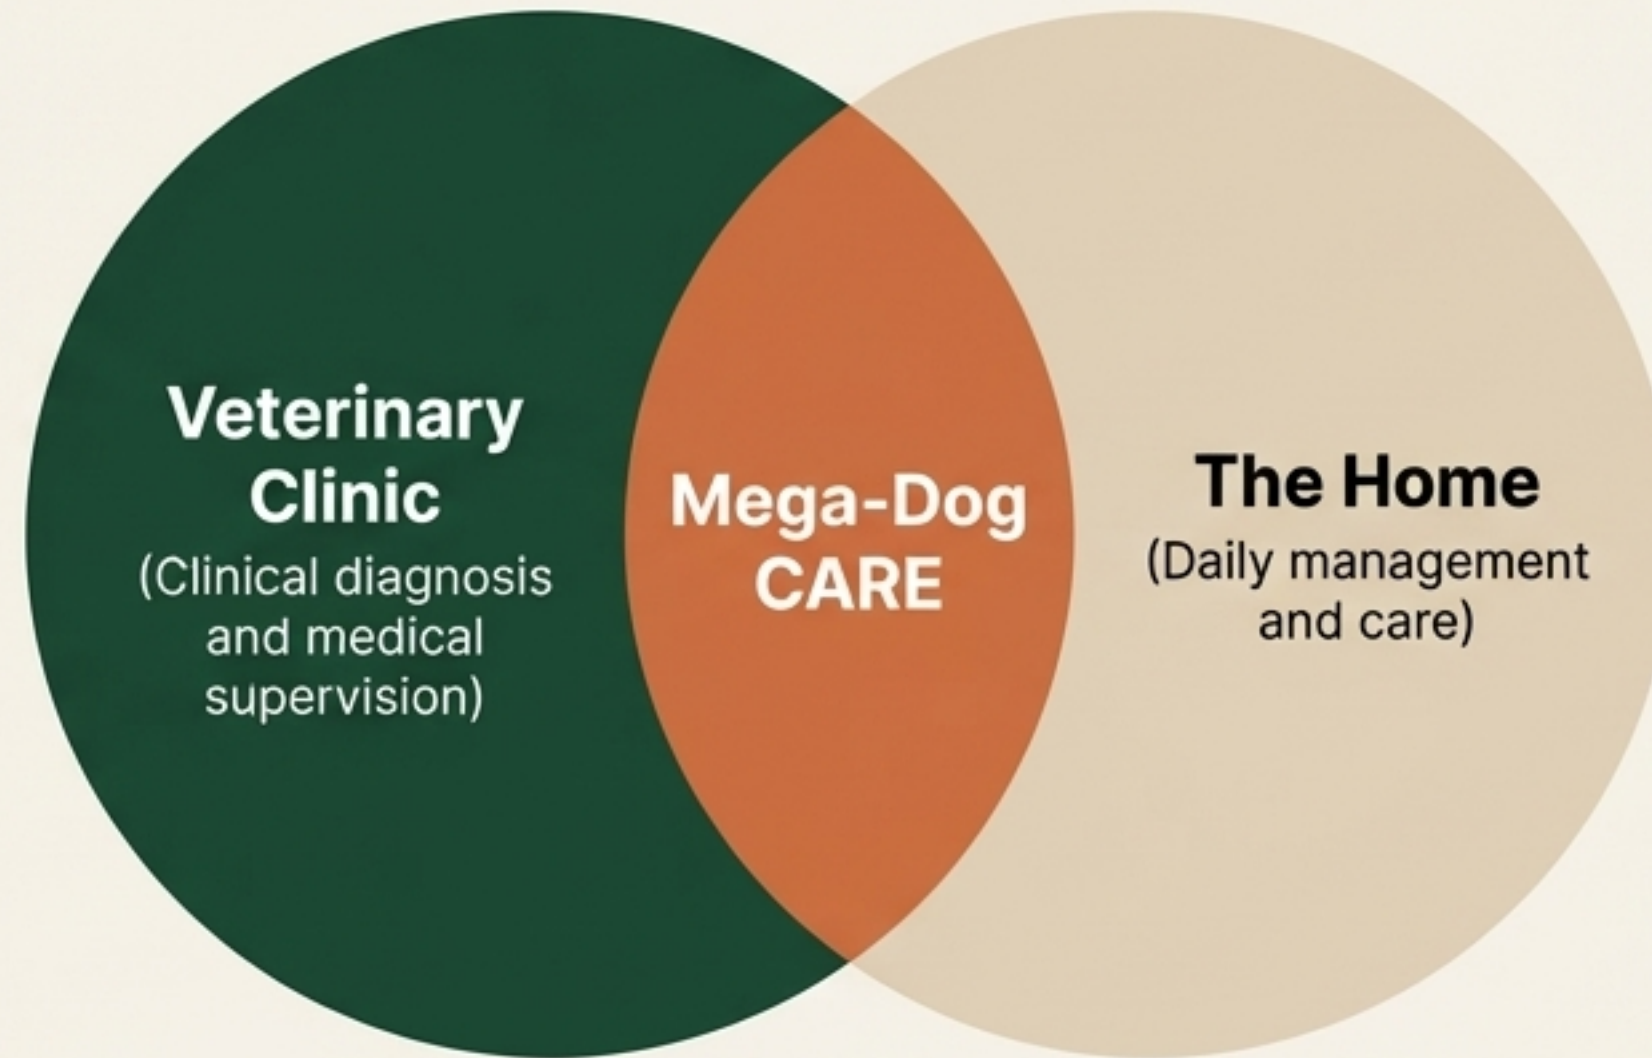 Veterinary
Clinic
(Clinical diagnosis
and medical
supervision)
Mega-Dog
CARE
The Home
(Daily management
and care)